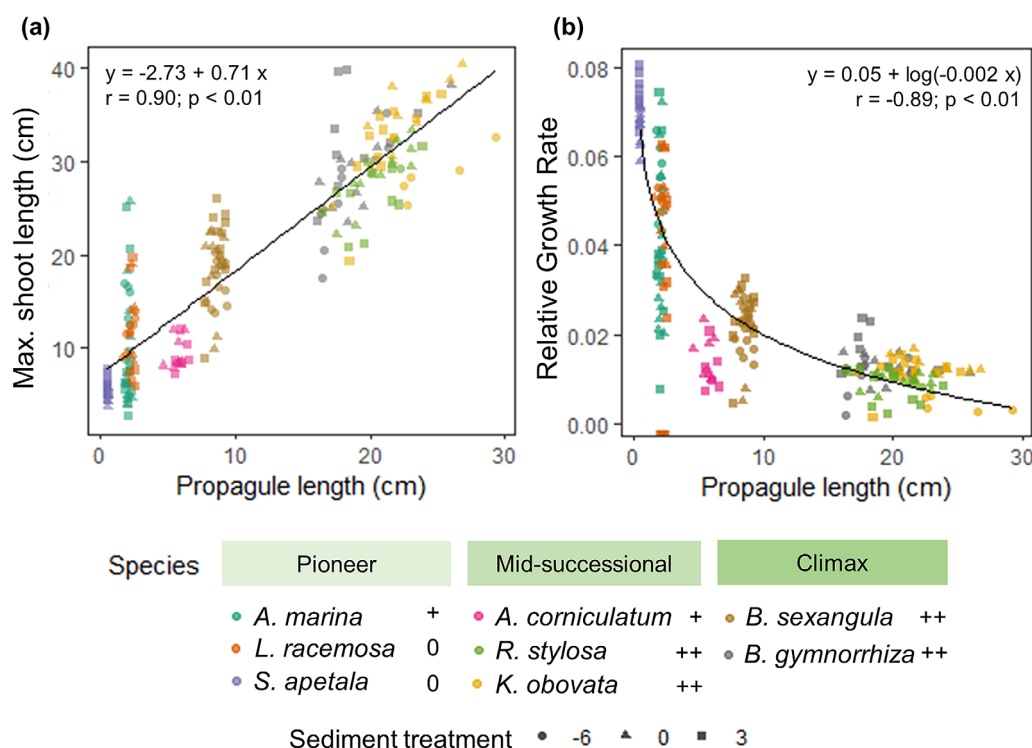 (a)
y = -2.73 + 0.71 x
r = 0.90; p < 0.01
Max. shoot length (cm)
40
30
20
10
0 10 20 30
Propagule length (cm)
(b)
y = 0.05 + log(-0.002 x)
r = -0.89; p < 0.01
Relative Growth Rate
0.08
0.06
0.04
0.02
0.00
0 10 20 30
Propagule length (cm)
Species Pioneer Mid-successional Climax
A. marina + A. corniculatum + B. sexangula ++
L. racemosa 0 R. stylosa ++ B. gymnorrhiza ++
S. apetala 0 K. obovata ++
Sediment treatment -6 0 3